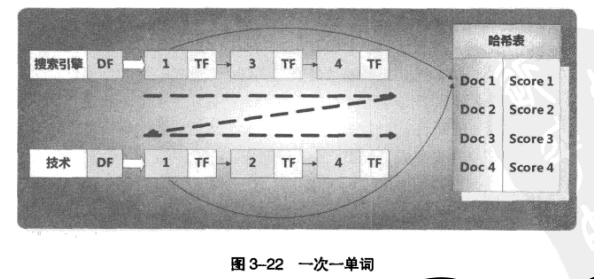 哈希表
搜索引擎 DF 1 TF 3 TF 4 TF
Doc 1 Score 1
Doc 2 Score 2
Doc 3 Score 3
技术 DF 1 TF 2 TF 4 TF
Doc 4 Score 4
图 3-22 一次一单词